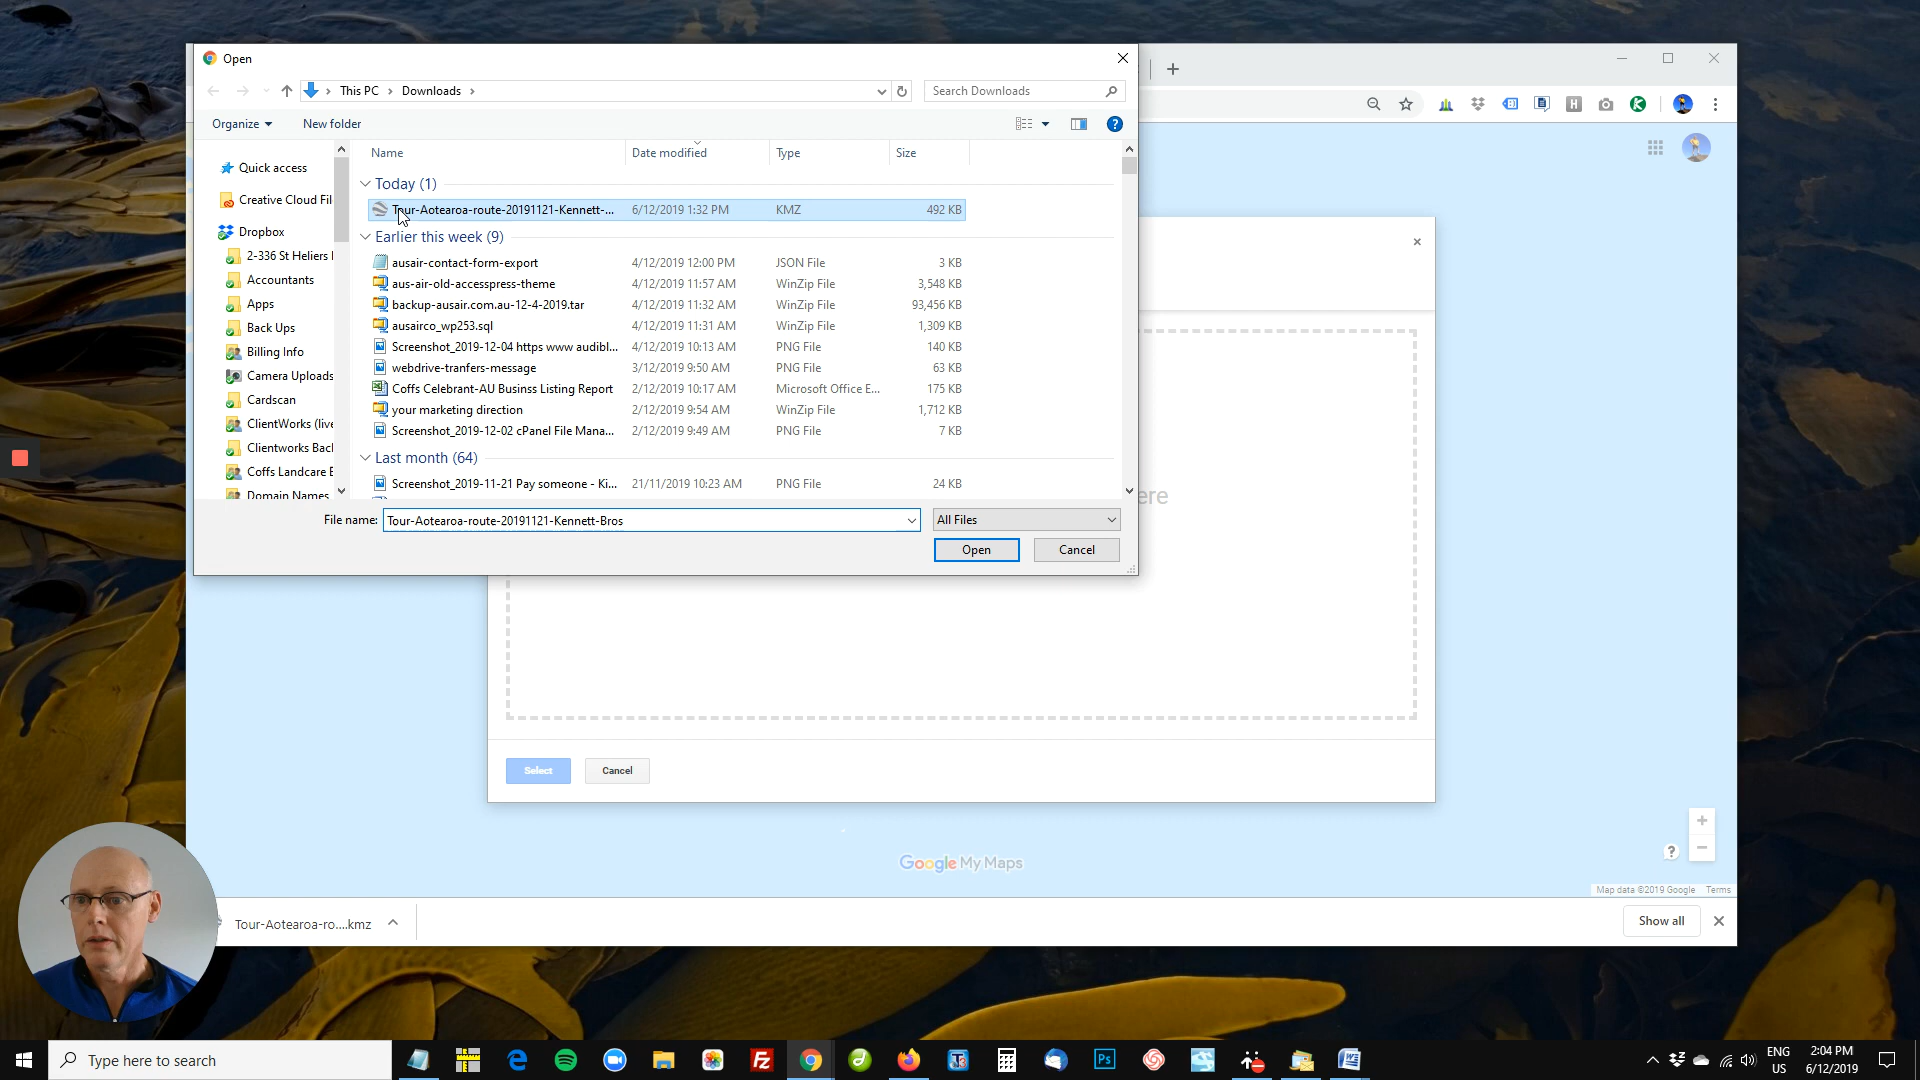 Open
This PC
Downloads
Search Downloads
Organize
New folder
Name
Date modified
Type
Size
Quick access
Creative Cloud Fil
Dropbox
2-336 St Heliers
Accountants
Apps
Back Ups
Billing Info
Camera Uploads
Cardscan
ClientWorks (live
Clientworks Bac
Coffs Landcare E
Domain Names
Today (1)
Tour-Aotearoa-route-20191121-Kennett-... 6/12/2019 1:32 PM KMZ 492 KB
Earlier this week (9)
ausair-contact-form-export 4/12/2019 12:00 PM JSON File 3 KB
aus-air-old-accesspress-theme 4/12/2019 11:57 AM WinZip File 3,548 KB
backup-ausair.com.au-12-4-2019.tar 4/12/2019 11:32 AM WinZip File 93,456 KB
ausairco_wp253.sql 4/12/2019 11:31 AM WinZip File 1,309 KB
Screenshot_2019-12-04 https www audibl... 4/12/2019 10:13 AM PNG File 140 KB
webdrive-tranfers-message 3/12/2019 9:50 AM PNG File 63 KB
Coffs Celebrant-AU Businss Listing Report 2/12/2019 10:17 AM Microsoft Office E... 175 KB
your marketing direction 2/12/2019 9:54 AM WinZip File 1,712 KB
Screenshot_2019-12-02 cPanel File Mana... 2/12/2019 9:49 AM PNG File 7 KB
Last month (64)
Screenshot_2019-11-21 Pay someone - Ki... 21/11/2019 10:23 AM PNG File 24 KB
File name: Tour-Aotearoa-route-20191121-Kennett-Bros
All Files
Open
Cancel
ere
Select
Cancel
Google My Maps
Map data ©2019 Google Terms
Tour-Aotearoa-ro....kmz
Show all
Type here to search
ENG
US
2:04 PM
6/12/2019